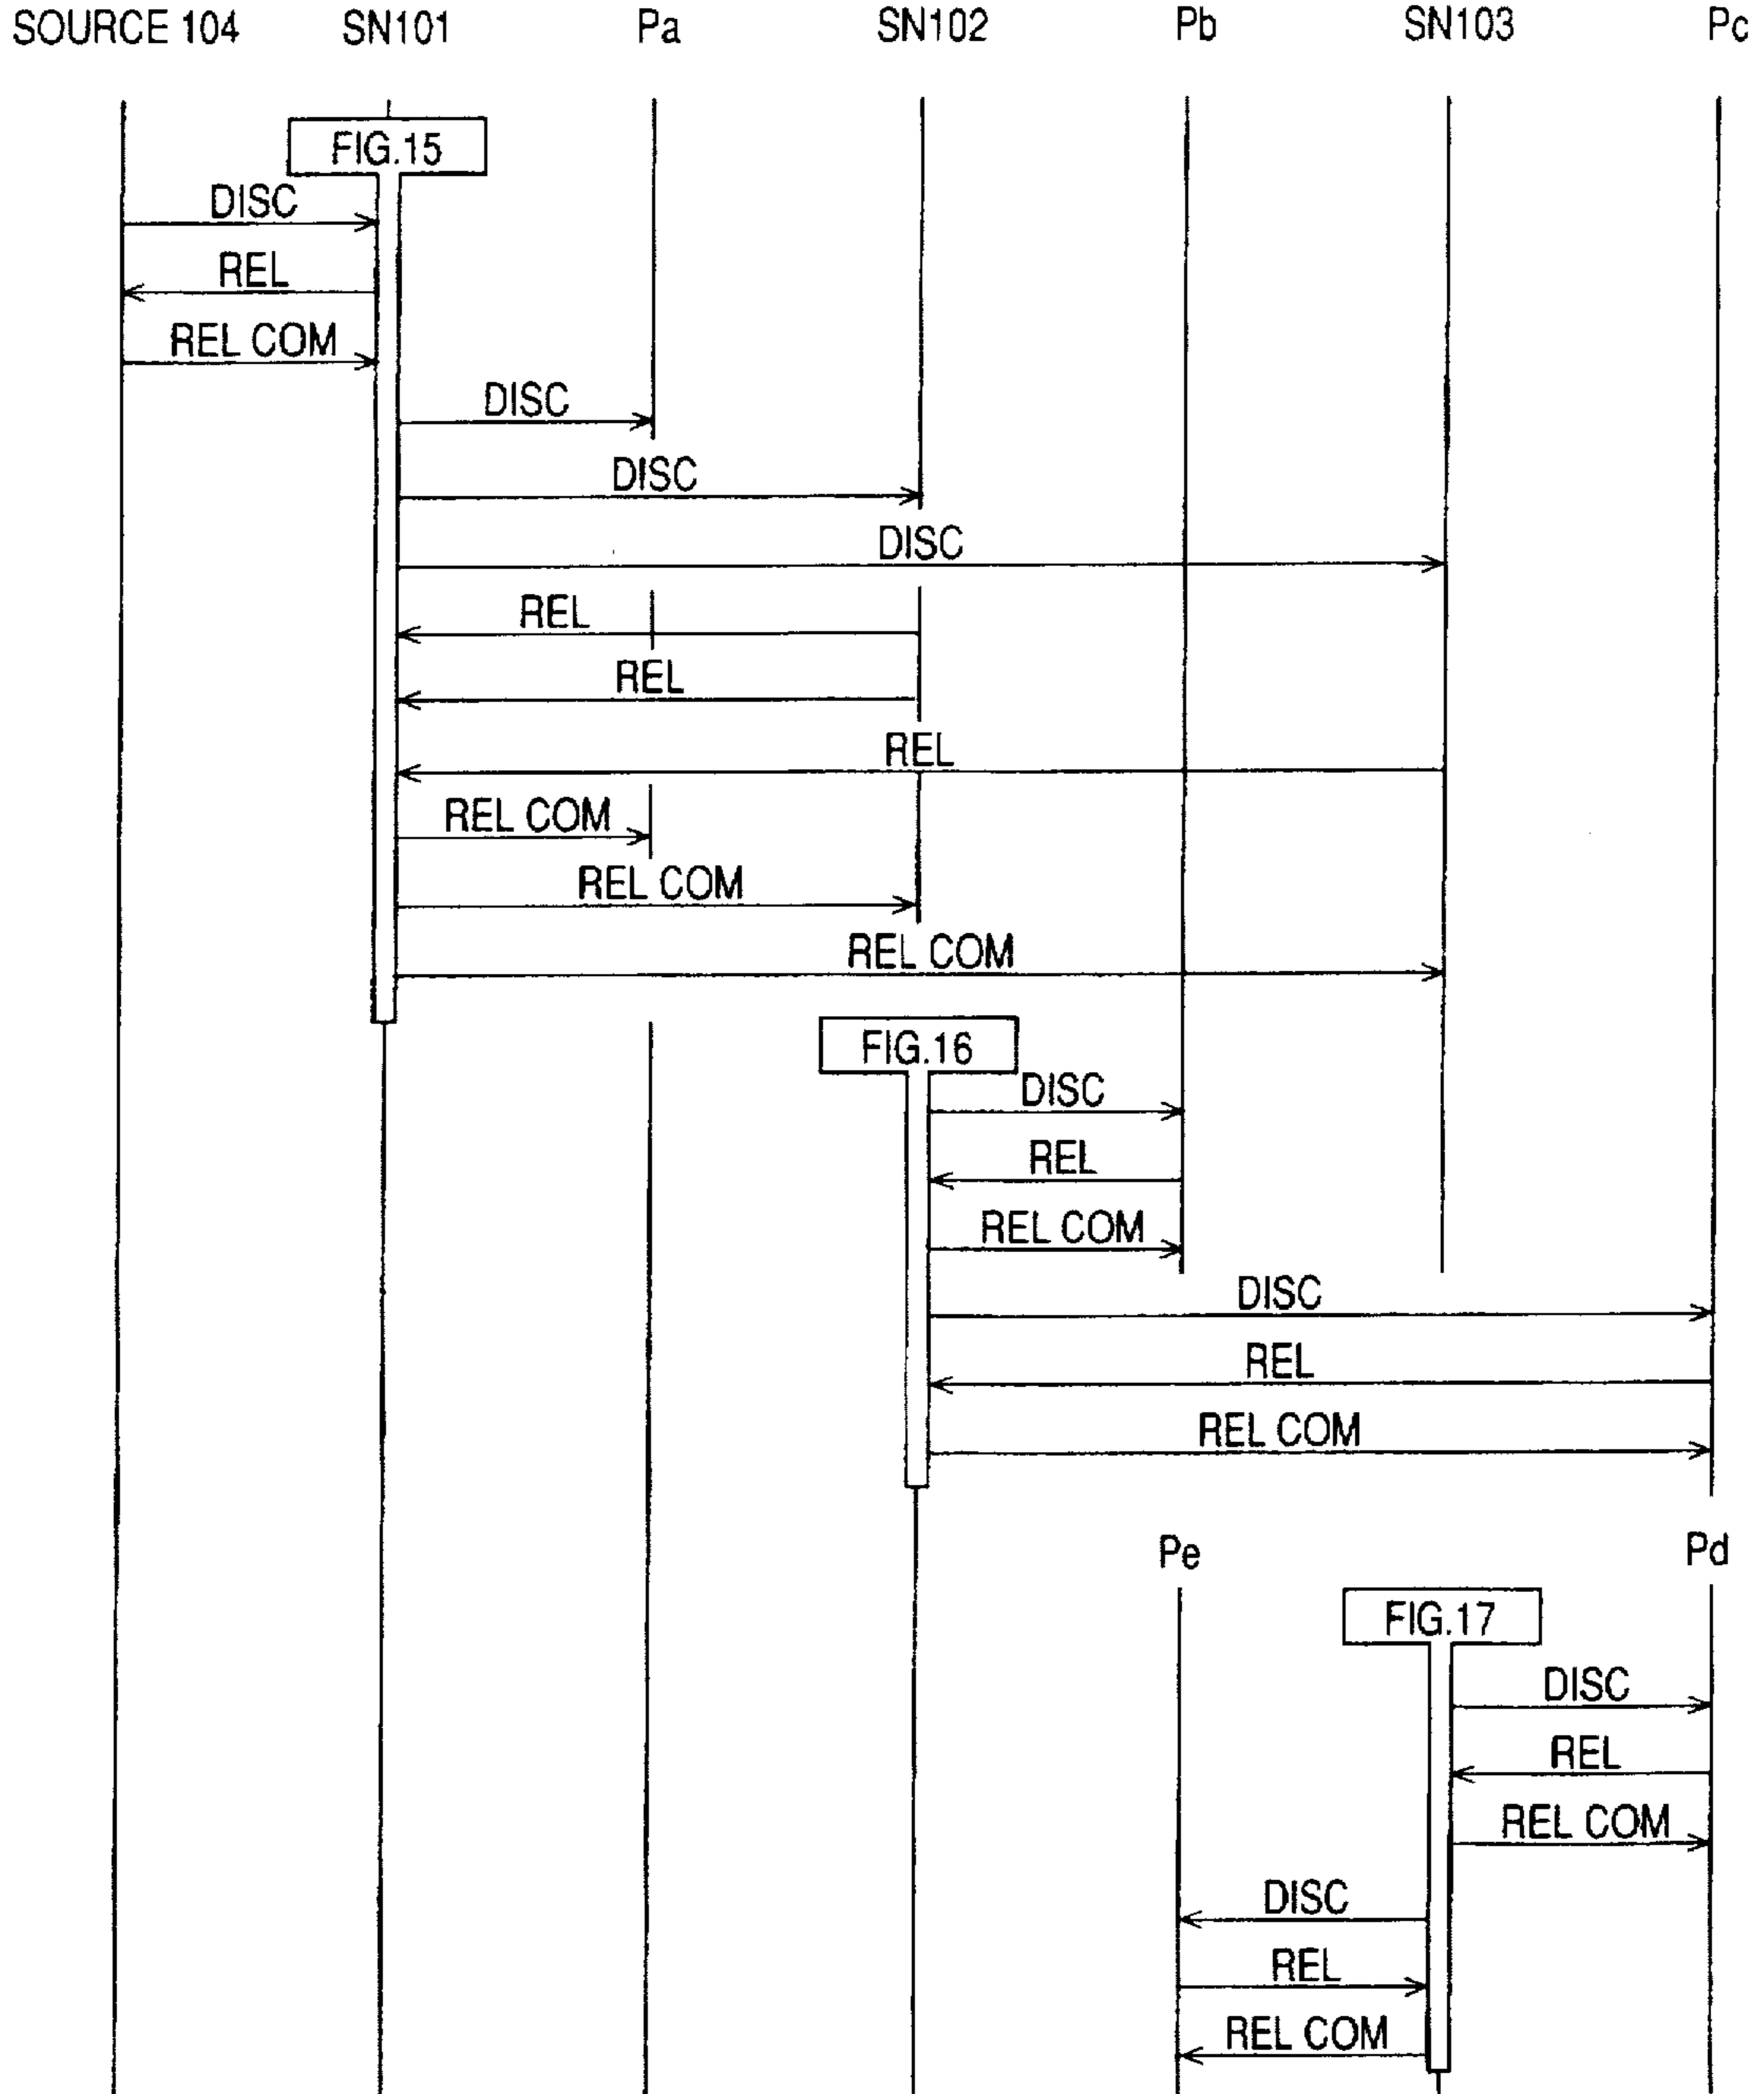 SOURCE 104 SN101 Pa SN102 Pb SN103 Pc
FIG.15
DISC
REL
REL COM
DISC
DISC
DISC
REL
REL
REL
REL COM
REL COM
REL COM
FIG.16
DISC
REL
REL COM
DISC
REL
REL COM
Pe Pd
FIG.17
DISC
REL
REL COM
DISC
REL
REL COM